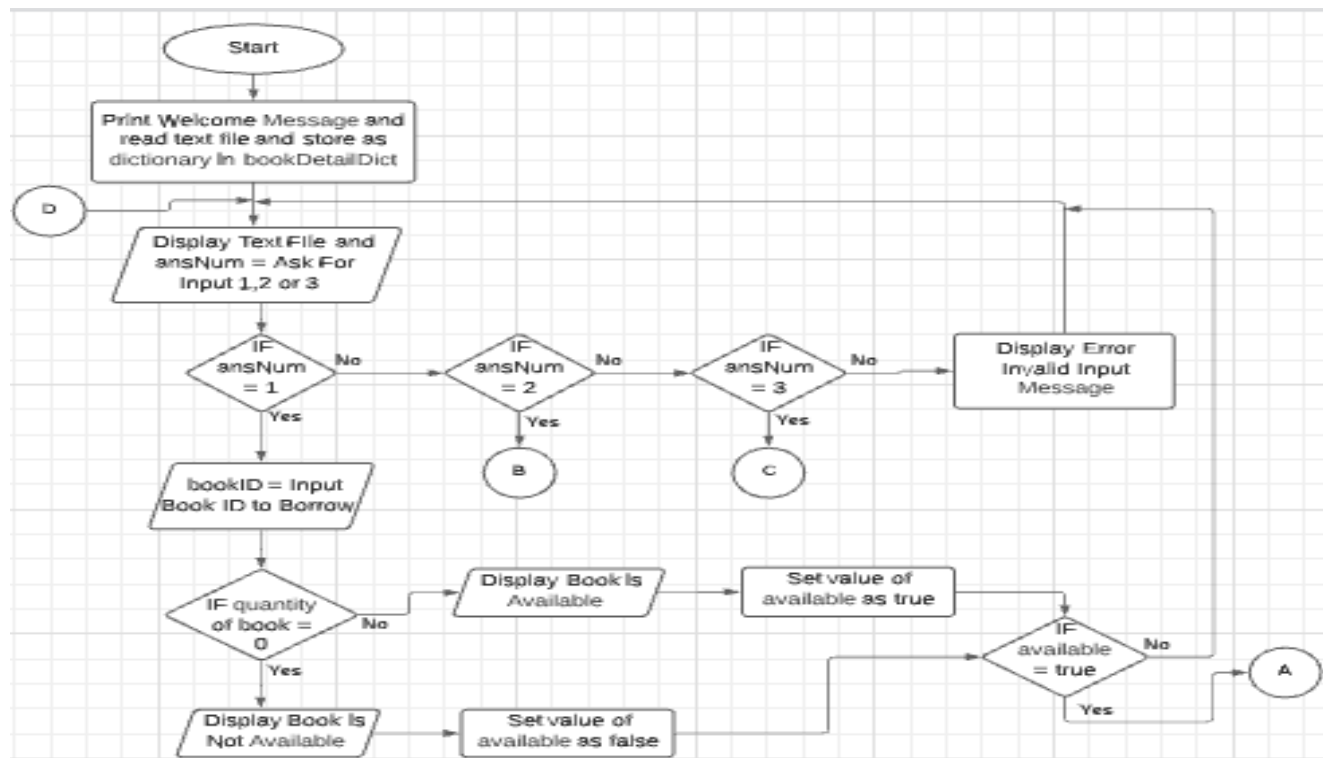 Start
Print Welcome Message and
read text file and store as
dictionary In bookDetailDict
D
Display Text File and
ansNum = Ask For
Input 1,2 or 3
IF
ansNum
= 1
No
Yes
IF
ansNum
= 2
No
Yes
IF
ansNum
= 3
No
Yes
Display Error
Invalid Input
Message
B
C
bookID = Input
Book ID to Borrow
IF quantity
of book =
0
No
Yes
Display Book Is
Available
Set value of
available as true
IF
available
= true
No
Yes
A
Display Book Is
Not Available
Set value of
available as false